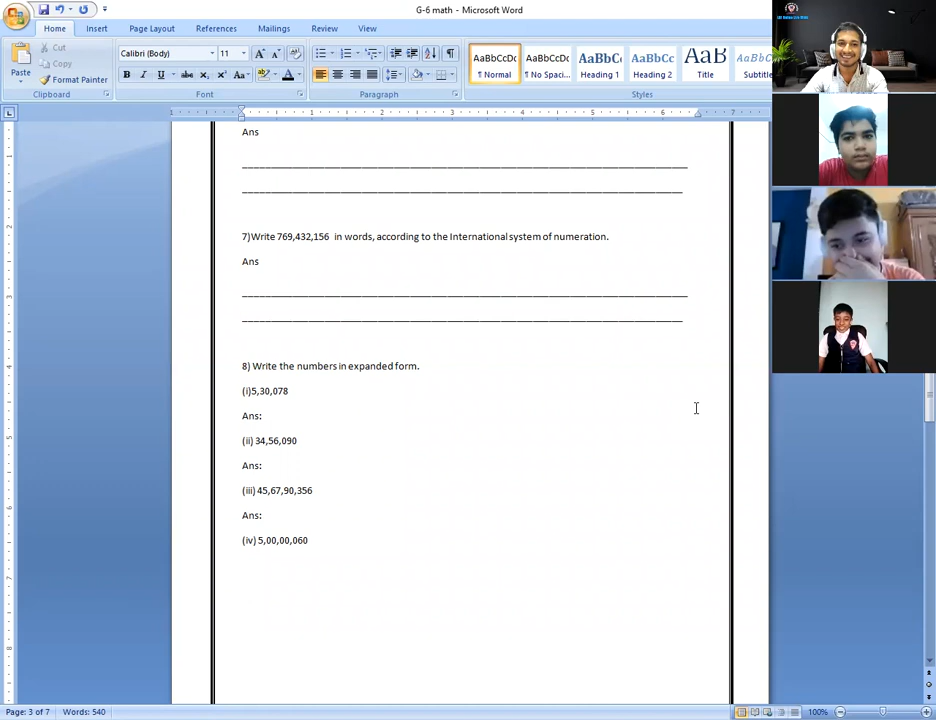 G-6 math - Microsoft Word
Home Insert Page Layout References Mailings Review View
Cut
Copy
Format Painter
Paste
Clipboard
Calibri (Body) 11
Font
Paragraph
AaBbCcDc AaBbCcDc AaBbC AaBbCc AaB AaBbCc.
¶ Normal ¶ No Spaci... Heading 1 Heading 2 Title Subtitle
Styles
Ans
7)Write 769,432,156 in words, according to the International system of numeration.
Ans
8) Write the numbers in expanded form.
(i)5,30,078
Ans:
(ii) 34,56,090
Ans:
(iii) 45,67,90,356
Ans:
(iv) 5,00,00,060
Page: 3 of 7 Words: 540 100%